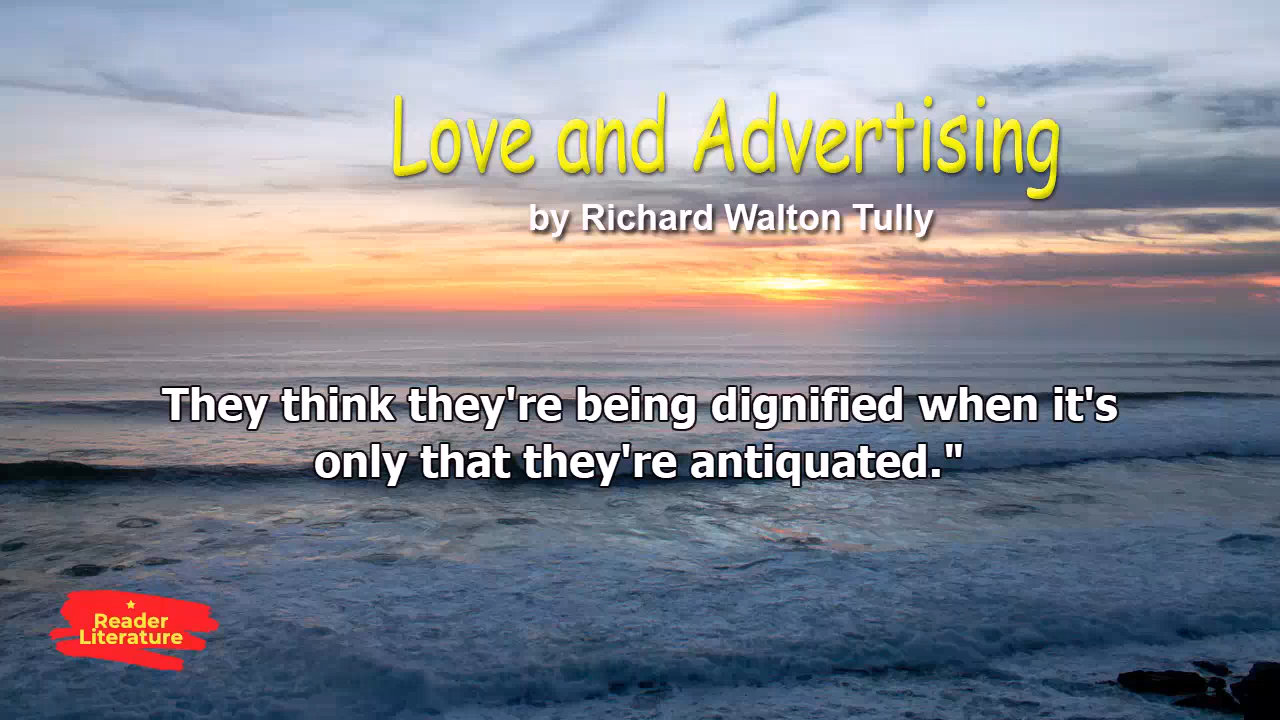 Love and Advertising
by Richard Walton Tully
They think they're being dignified when it's
only that they're antiquated."
Reader
Literature